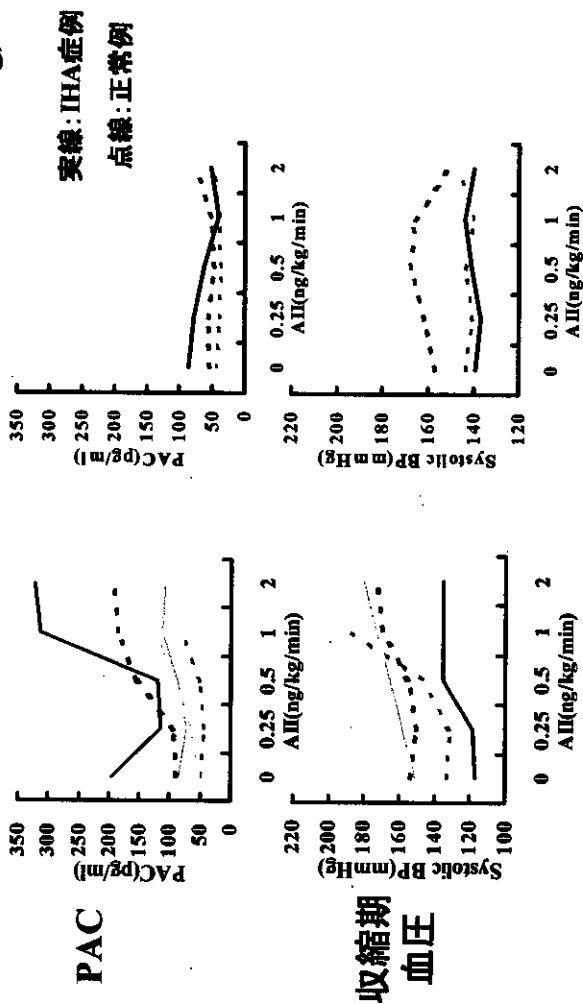 実線：IHA症例
点線：正常例
PAC
PAC(pg/ml)
350
300
250
200
150
100
50
0
0 0.25 0.5 1 2
AII(ng/kg/min)
PAC(pg/ml)
350
300
250
200
150
100
50
0
0 0.25 0.5 1 2
AII(ng/kg/min)
収縮期
血圧
Systolic BP(mmHg)
220
200
180
160
140
120
100
0 0.25 0.5 1 2
AII(ng/kg/min)
Systolic BP(mmHg)
220
200
180
160
140
120
0 0.25 0.5 1 2
AII(ng/kg/min)